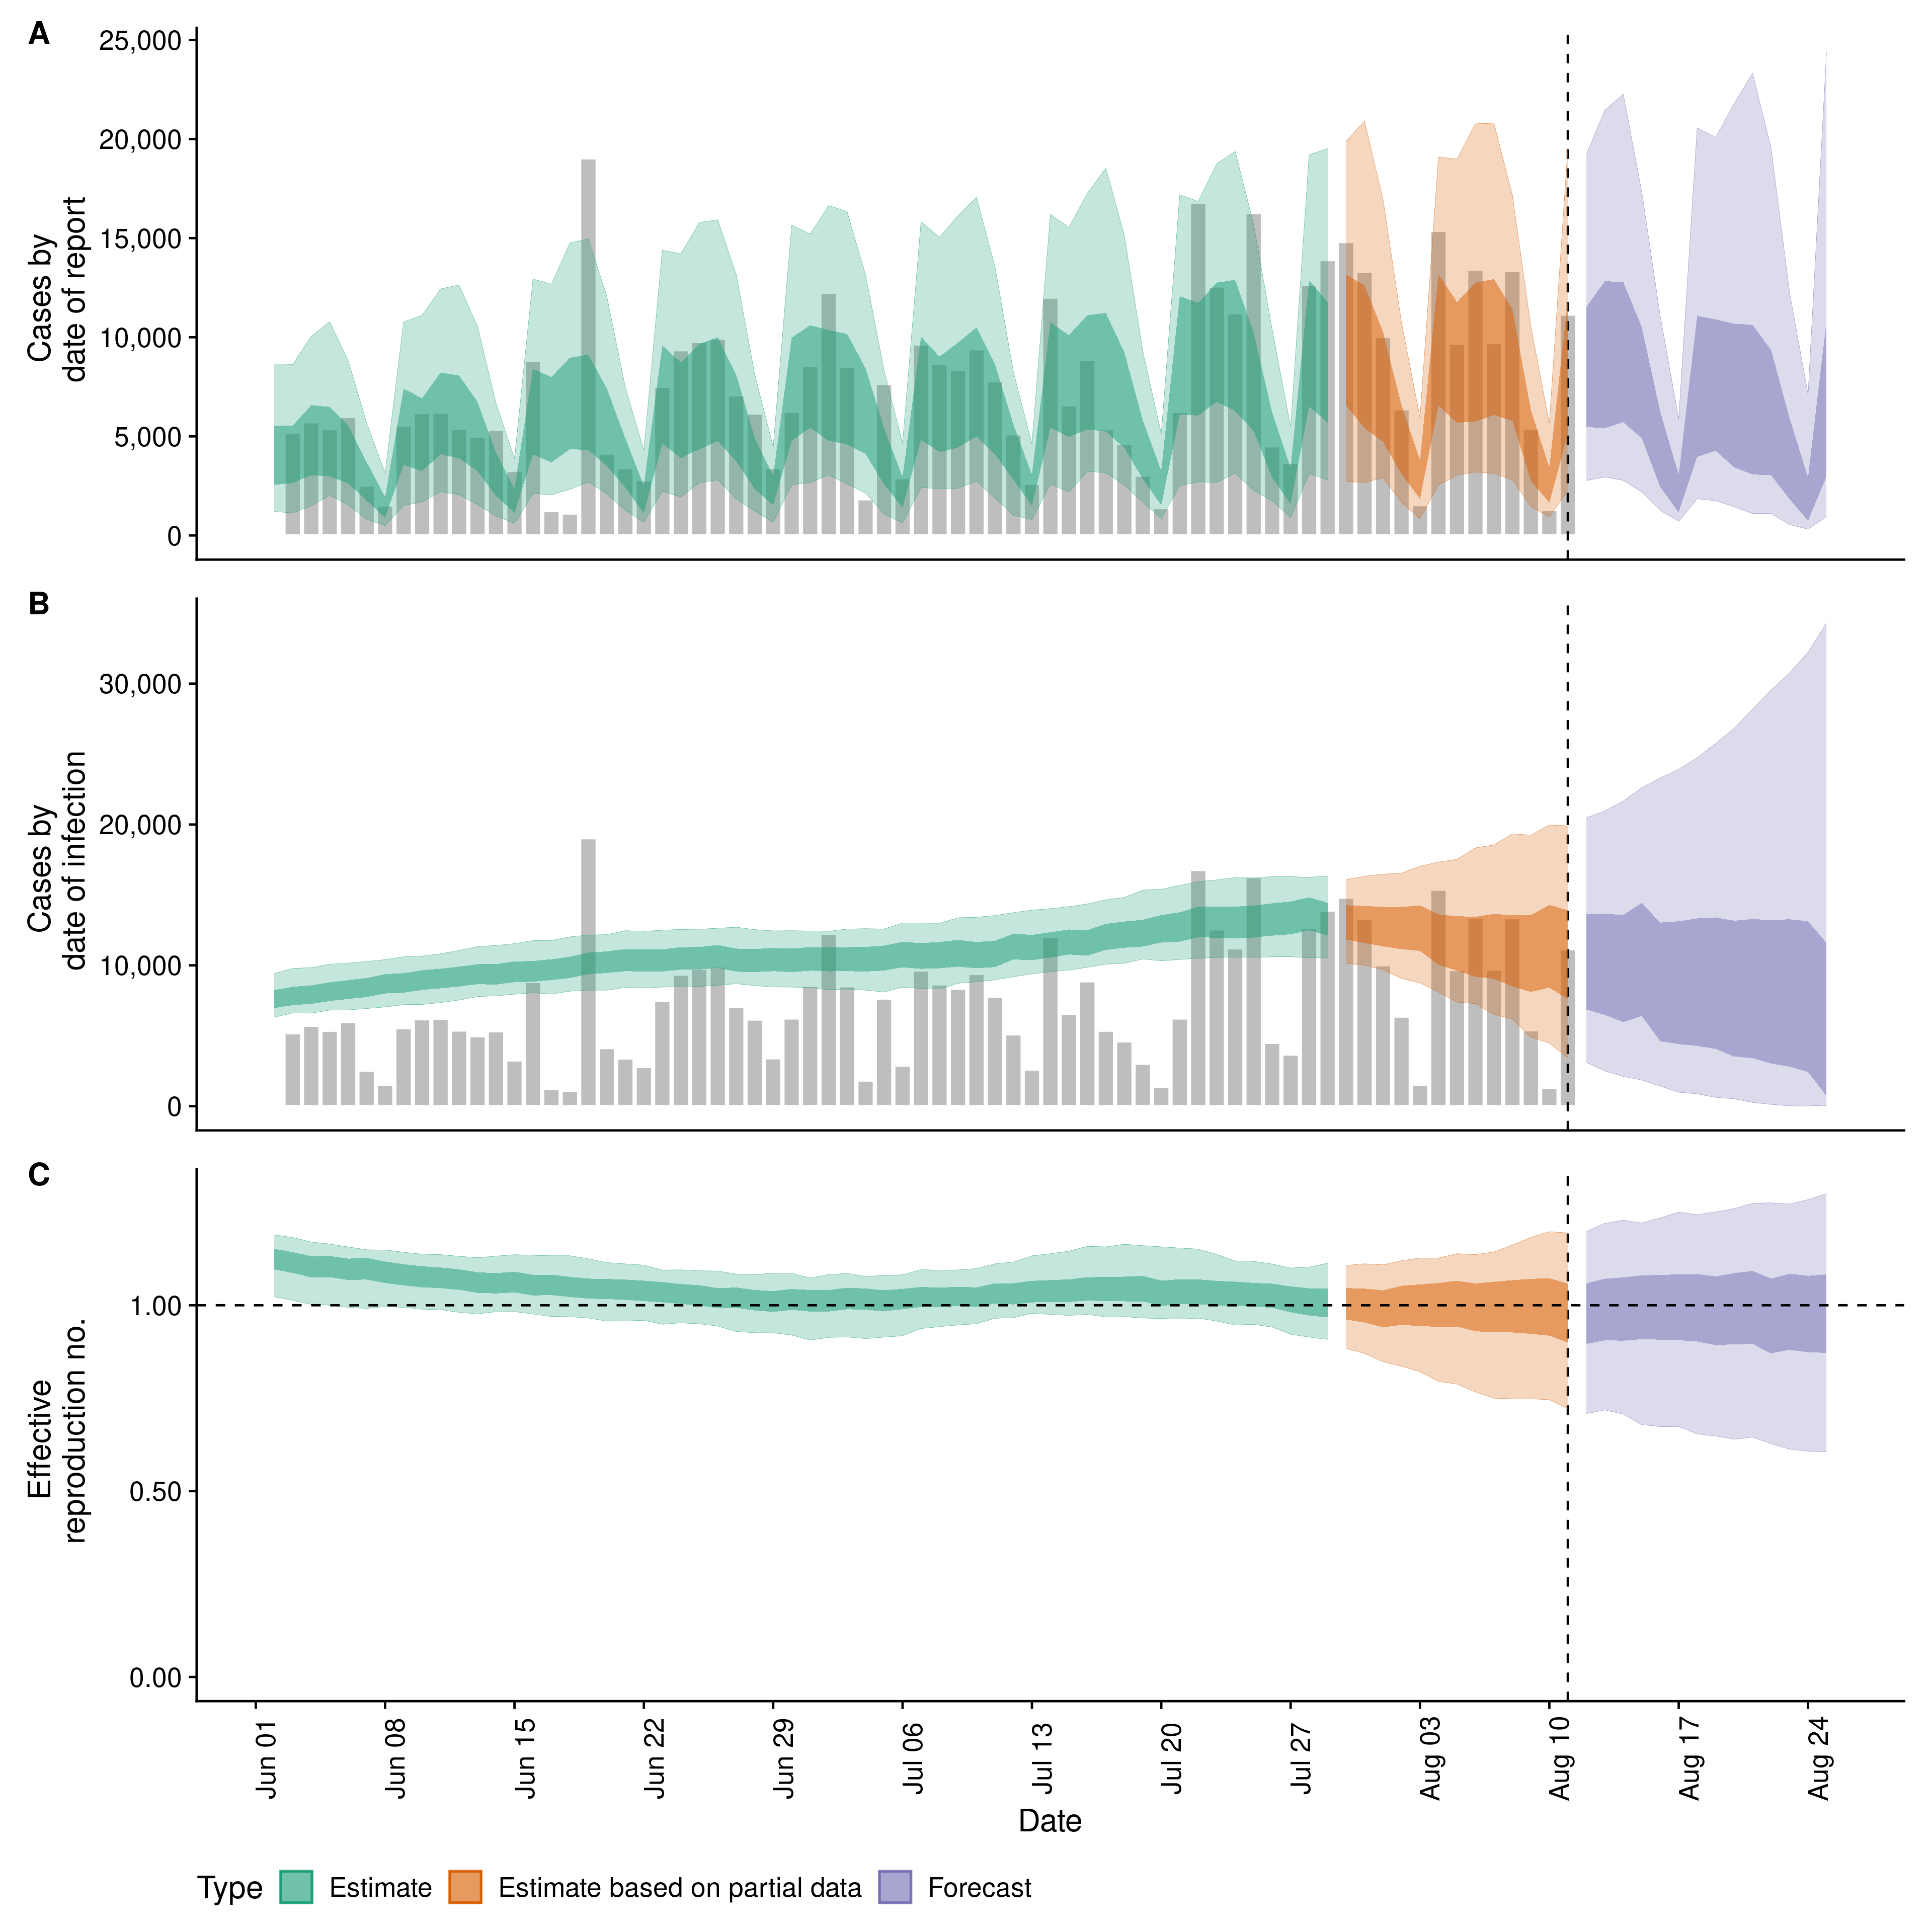 A
Cases by
date of report
25,000
20,000
15,000
10,000
5,000
0
B
Cases by
date of infection
30,000
20,000
10,000
0
C
Effective
reproduction no.
1.00
0.50
0.00
Jun 01
Jun 08
Jun 15
Jun 22
Jun 29
Jul 06
Jul 13
Jul 20
Jul 27
Aug 03
Aug 10
Aug 17
Aug 24
Date
Type Estimate Estimate based on partial data Forecast